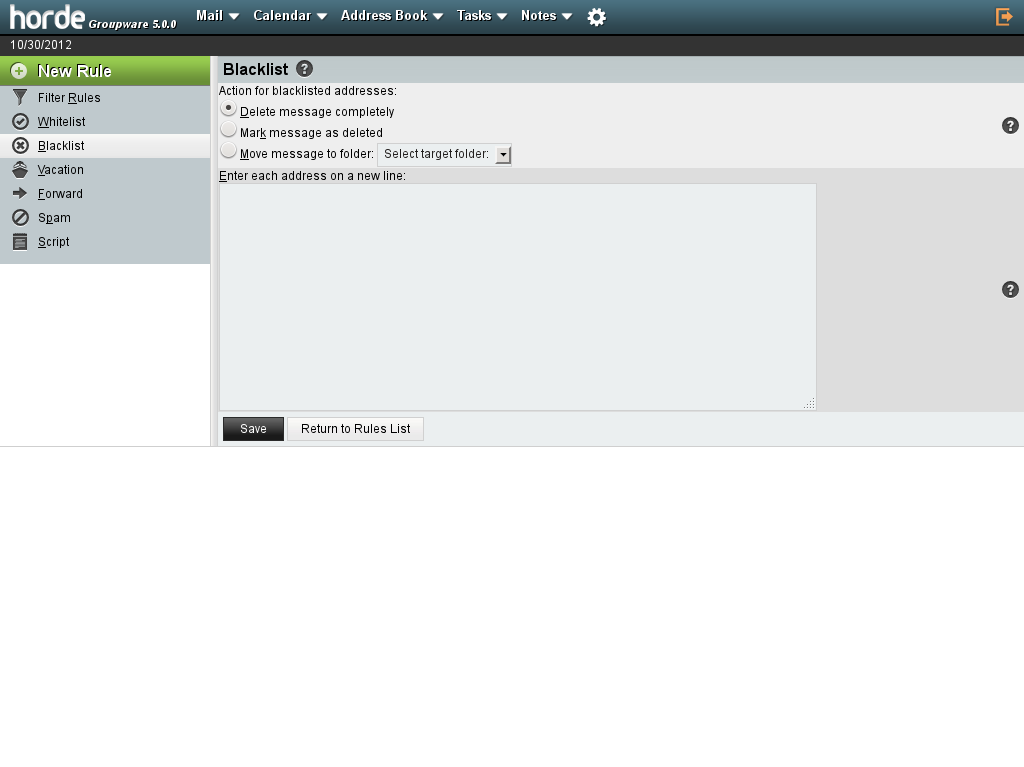 horde Groupware 5.0.0 Mail Calendar Address Book Tasks Notes
10/30/2012
New Rule
Filter Rules
Whitelist
Blacklist
Vacation
Forward
Spam
Script
Blacklist ?
Action for blacklisted addresses:
Delete message completely
Mark message as deleted
Move message to folder: Select target folder:
?
Enter each address on a new line:
?
Save Return to Rules List